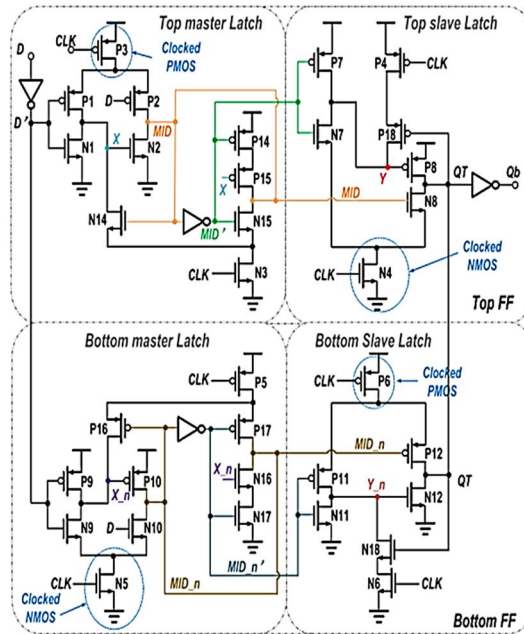 Top master Latch
Top slave Latch
D
CLK
P3
Clocked
PMOS
P7
P4
CLK
D'
P1
P2
D
MID
N1
X
N2
P14
N7
P18
P15
X
Y
P8
QT
Qb
N14
MID'
N15
MID
N8
CLK
N3
CLK
N4
Clocked
NMOS
Top FF
Bottom master Latch
Bottom Slave Latch
CLK
P5
CLK
P6
Clocked
PMOS
P16
P17
MID_n
P12
P9
X_n
P10
X_n
N16
P11
Y_n
QT
N9
D
N10
N17
N11
N12
MID_n'
N18
CLK
N5
MID_n
N6
CLK
Clocked
NMOS
Bottom FF